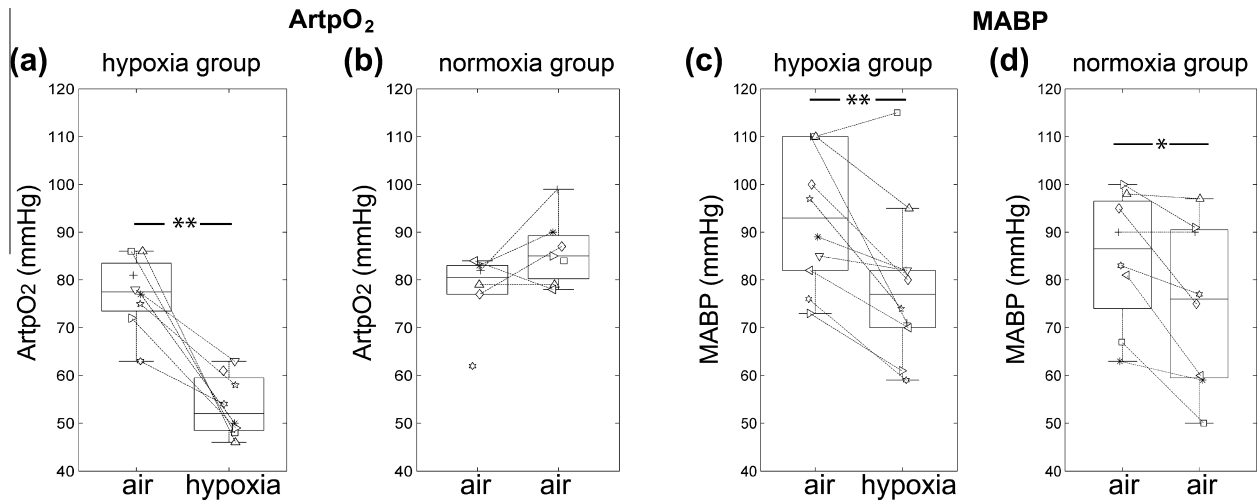 ArtpO2 MABP
(a) hypoxia group (b) normoxia group (c) hypoxia group (d) normoxia group
120 120 120 120
** 
110 110 110 110
*
100 100 100 100
**
90 90 90 90
80 80 80 80
70 70 70 70
60 60 60 60
50 50 50 50
40 40 40 40
ArtpO2 (mmHg) ArtpO2 (mmHg) MABP (mmHg) MABP (mmHg)
air hypoxia air air air hypoxia air air